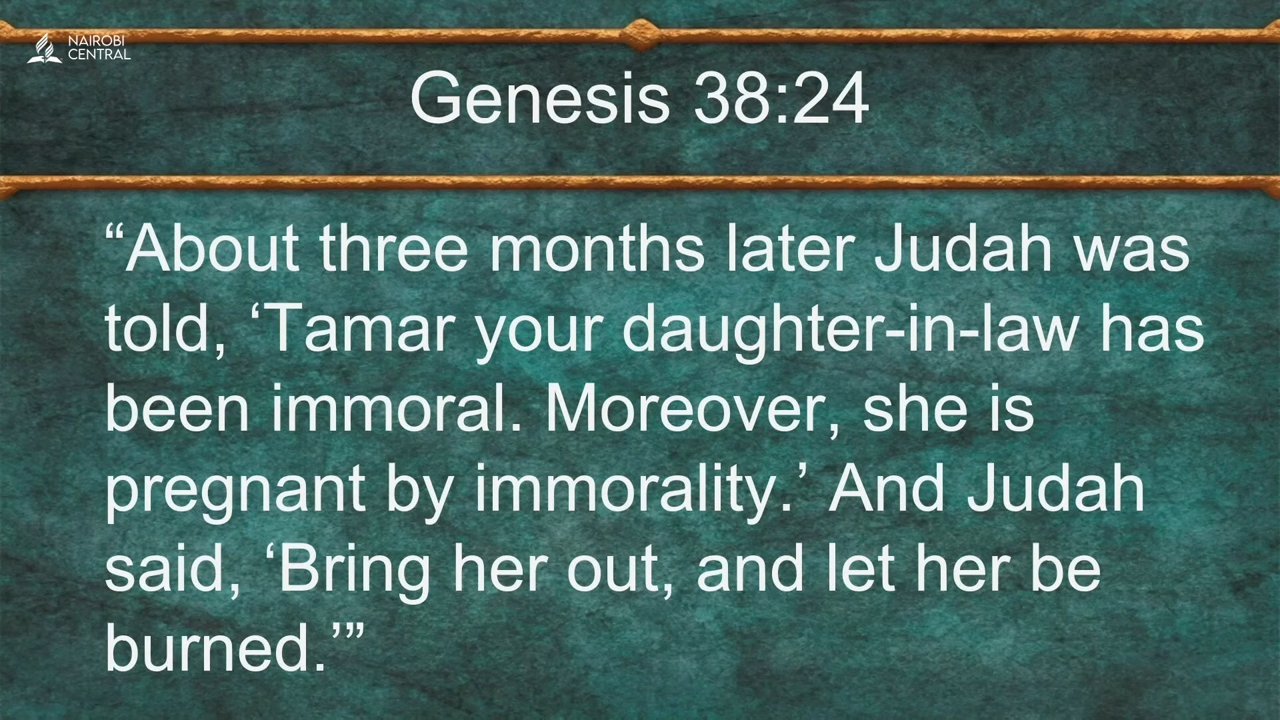 NAIROBI
CENTRAL
Genesis 38:24
“About three months later Judah was
told, ‘Tamar your daughter-in-law has
been immoral. Moreover, she is
pregnant by immorality.’ And Judah
said, ‘Bring her out, and let her be
burned.’”